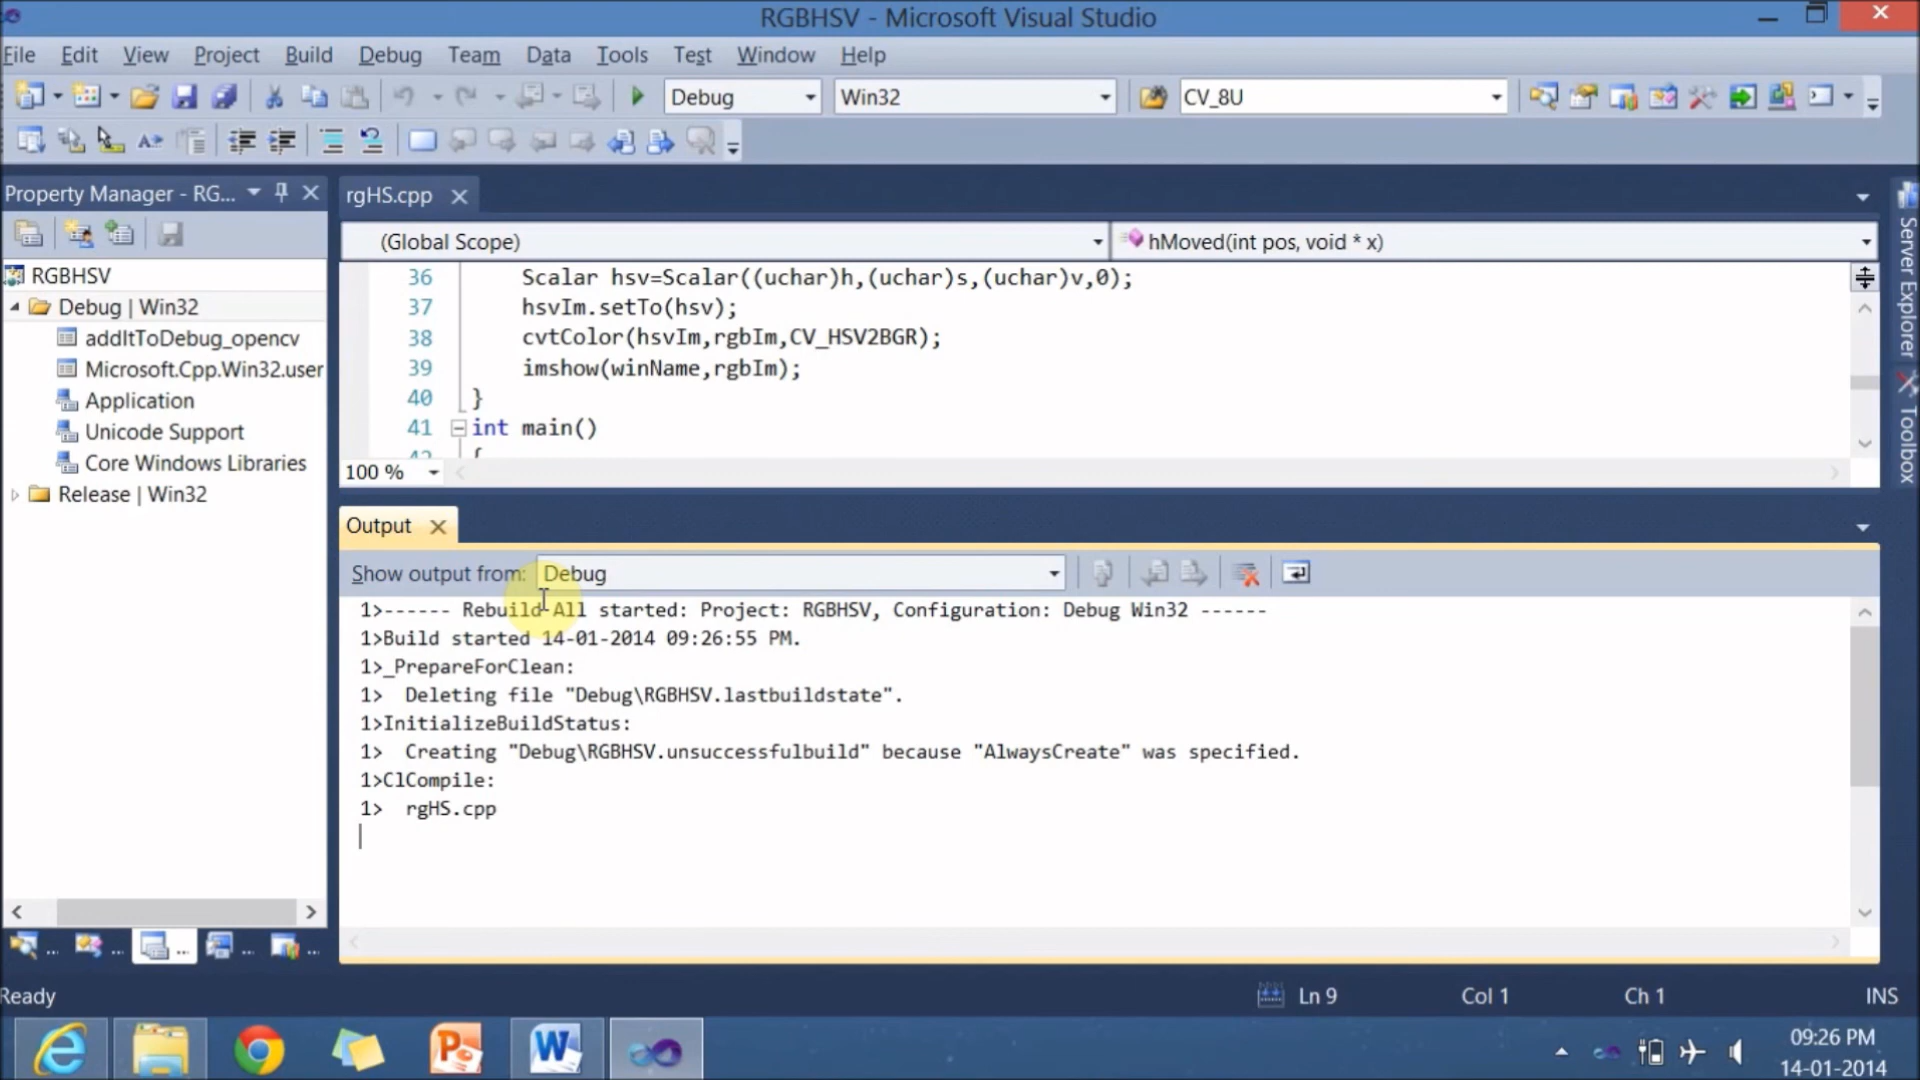 RGBHSV - Microsoft Visual Studio
File Edit View Project Build Debug Team Data Tools Test Window Help
Debug Win32 CV_8U
Property Manager - RG...
RGBHSV
Debug | Win32
addItToDebug_opencv
Microsoft.Cpp.Win32.user
Application
Unicode Support
Core Windows Libraries
Release | Win32
rgHS.cpp
(Global Scope) hMoved(int pos, void * x)
36 Scalar hsv=Scalar((uchar)h,(uchar)s,(uchar)v,0);
37 hsvIm.setTo(hsv);
38 cvtColor(hsvIm,rgbIm,CV_HSV2BGR);
39 imshow(winName,rgbIm);
40 }
41 int main()
42 {
100 %
Output
Show output from: Debug
1>------ Rebuild All started: Project: RGBHSV, Configuration: Debug Win32 ------
1>Build started 14-01-2014 09:26:55 PM.
1>_PrepareForClean:
1> Deleting file "Debug\RGBHSV.lastbuildstate".
1>InitializeBuildStatus:
1> Creating "Debug\RGBHSV.unsuccessfulbuild" because "AlwaysCreate" was specified.
1>ClCompile:
1> rgHS.cpp
Server Explorer
Toolbox
Ready Ln 9 Col 1 Ch 1 INS
09:26 PM
14-01-2014